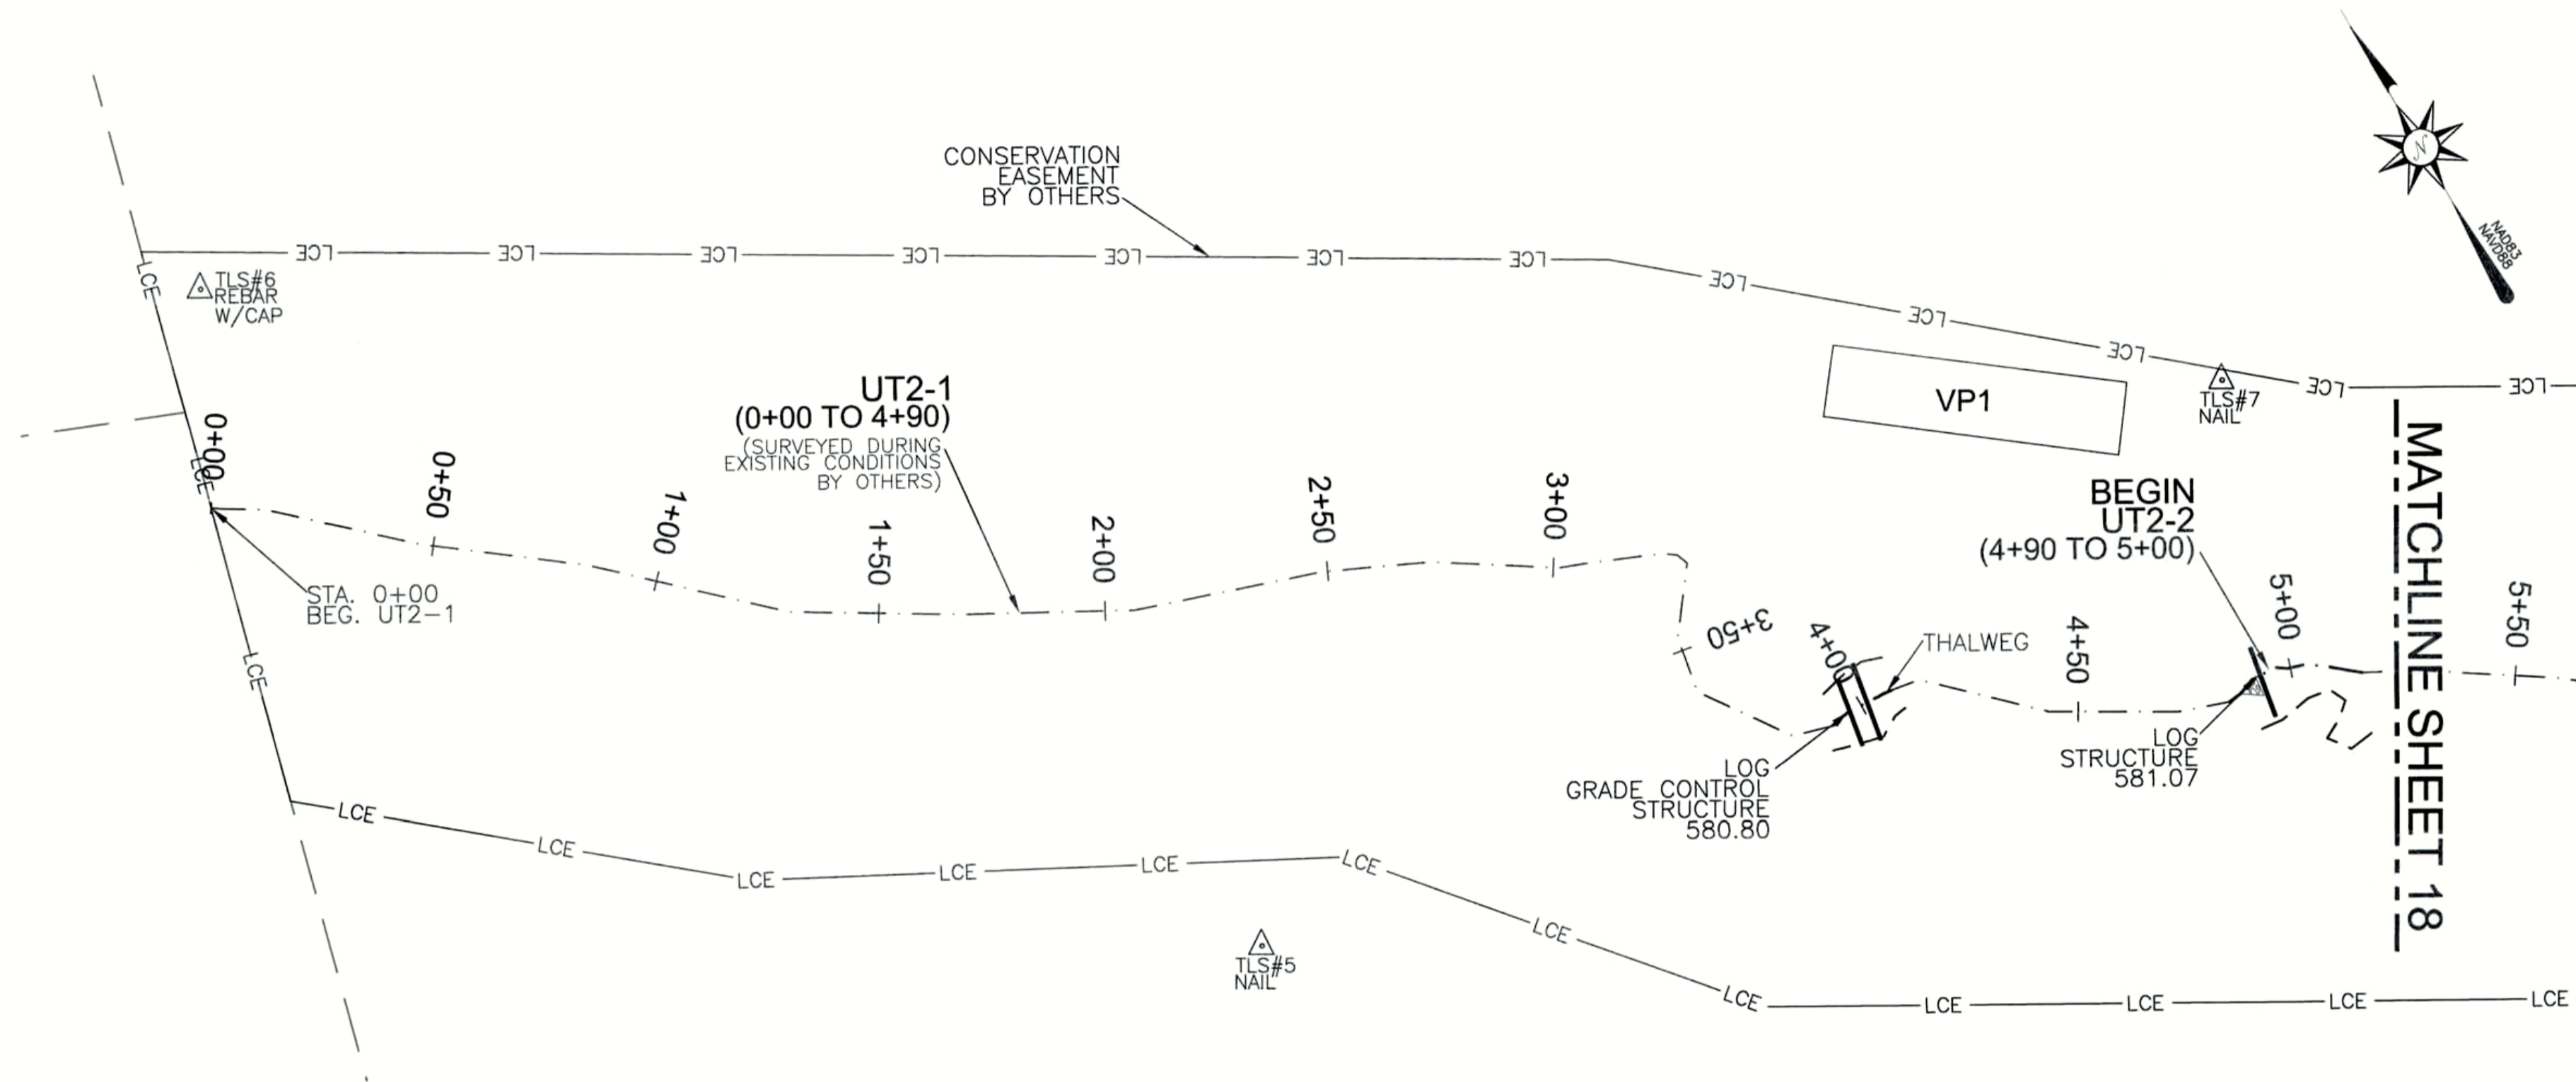 CONSERVATION
EASEMENT
BY OTHERS
LCE
LCE
LCE
LCE
LCE
LCE
LCE
LCE
LCE
LCE
LCE
LCE
N
NAD83
NAVD88
LCE
TLS#6
REBAR
W/CAP
VP1
TLS#7
NAIL
UT2-1
(0+00 TO 4+90)
(SURVEYED DURING
EXISTING CONDITIONS
BY OTHERS)
LCE
0+00
0+50
1+00
1+50
2+00
2+50
3+00
3+50
4+00
4+50
5+00
5+50
BEGIN
UT2-2
(4+90 TO 5+00)
MATCHLINE SHEET 18
STA. 0+00
BEG. UT2-1
THALWEG
LCE
LOG
GRADE CONTROL
STRUCTURE
580.80
LOG
STRUCTURE
581.07
LCE
LCE
LCE
LCE
LCE
LCE
LCE
LCE
LCE
LCE
LCE
LCE
TLS#5
NAIL